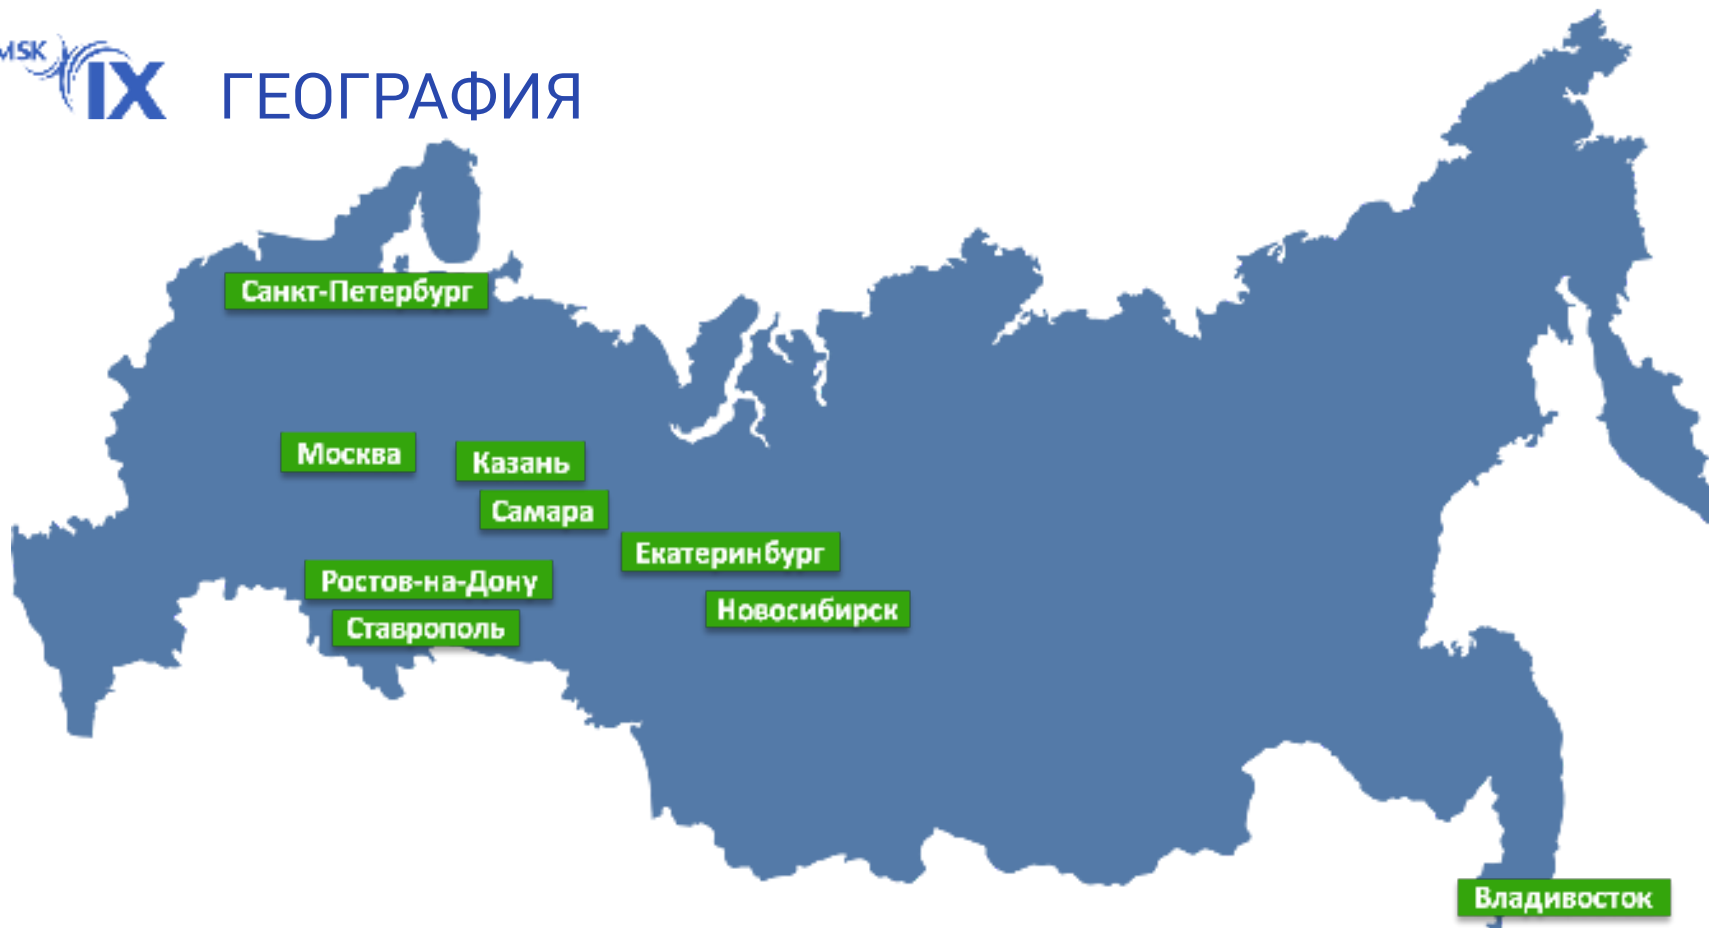 MSK
IX
ГЕОГРАФИЯ
Санкт-Петербург
Москва
Казань
Самара
Екатеринбург
Ростов-на-Дону
Новосибирск
Ставрополь
Владивосток